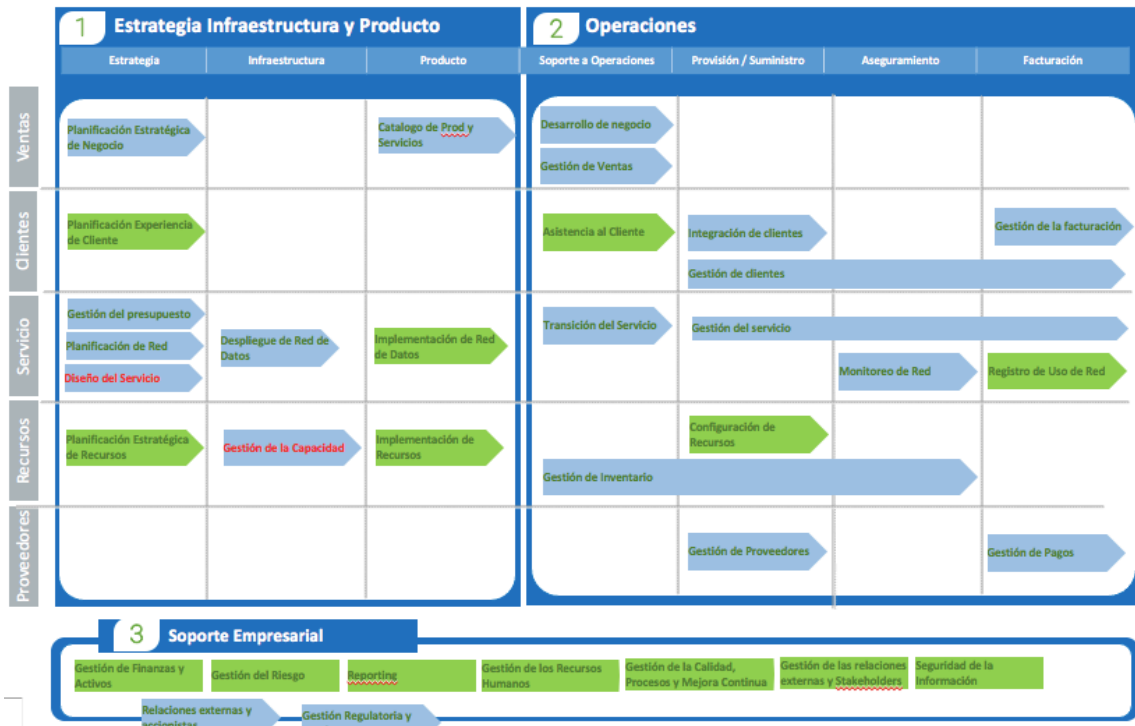 1 Estrategia Infraestructura y Producto
2 Operaciones
Estrategia
Infraestructura
Producto
Soporte a Operaciones
Provisión / Suministro
Aseguramiento
Facturación
Ventas
Planificación Estratégica
de Negocio
Catalogo de Prod y
Servicios
Desarrollo de negocio
Gestión de Ventas
Clientes
Planificación Experiencia
de Cliente
Asistencia al Cliente
Integración de clientes
Gestión de la facturación
Gestión de clientes
Servicio
Gestión del presupuesto
Planificación de Red
Diseño del Servicio
Despliegue de Red de
Datos
Implementación de Red
de Datos
Transición del Servicio
Gestión del servicio
Monitoreo de Red
Registro de Uso de Red
Recursos
Planificación Estratégica
de Recursos
Gestión de la Capacidad
Implementación de
Recursos
Configuración de
Recursos
Gestión de Inventario
Proveedores
Gestión de Proveedores
Gestión de Pagos
3 Soporte Empresarial
Gestión de Finanzas y
Activos
Gestión del Riesgo
Reporting
Gestión de los Recursos
Humanos
Gestión de la Calidad,
Procesos y Mejora Continua
Gestión de las relaciones
externas y Stakeholders
Seguridad de la
Información
Relaciones externas y
accionistas
Gestión Regulatoria y